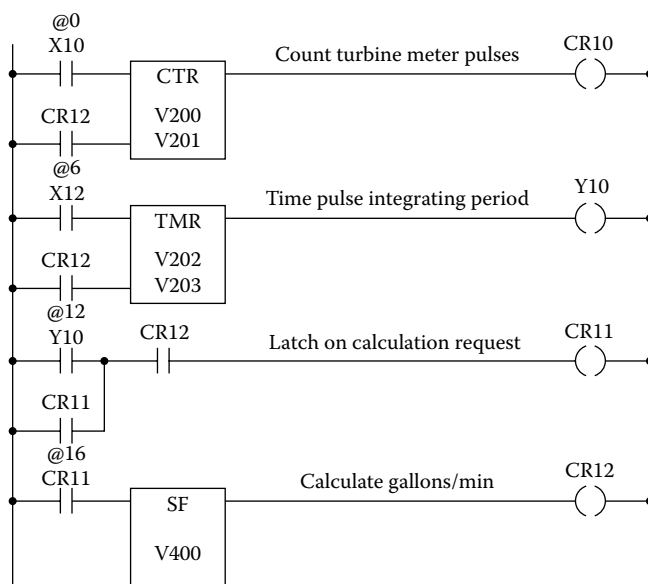 @0
X10
CTR
V200
V201
Count turbine meter pulses
CR10
CR12
@6
X12
TMR
V202
V203
Time pulse integrating period
Y10
CR12
@12
Y10
CR12
Latch on calculation request
CR11
CR11
@16
CR11
SF
V400
Calculate gallons/min
CR12